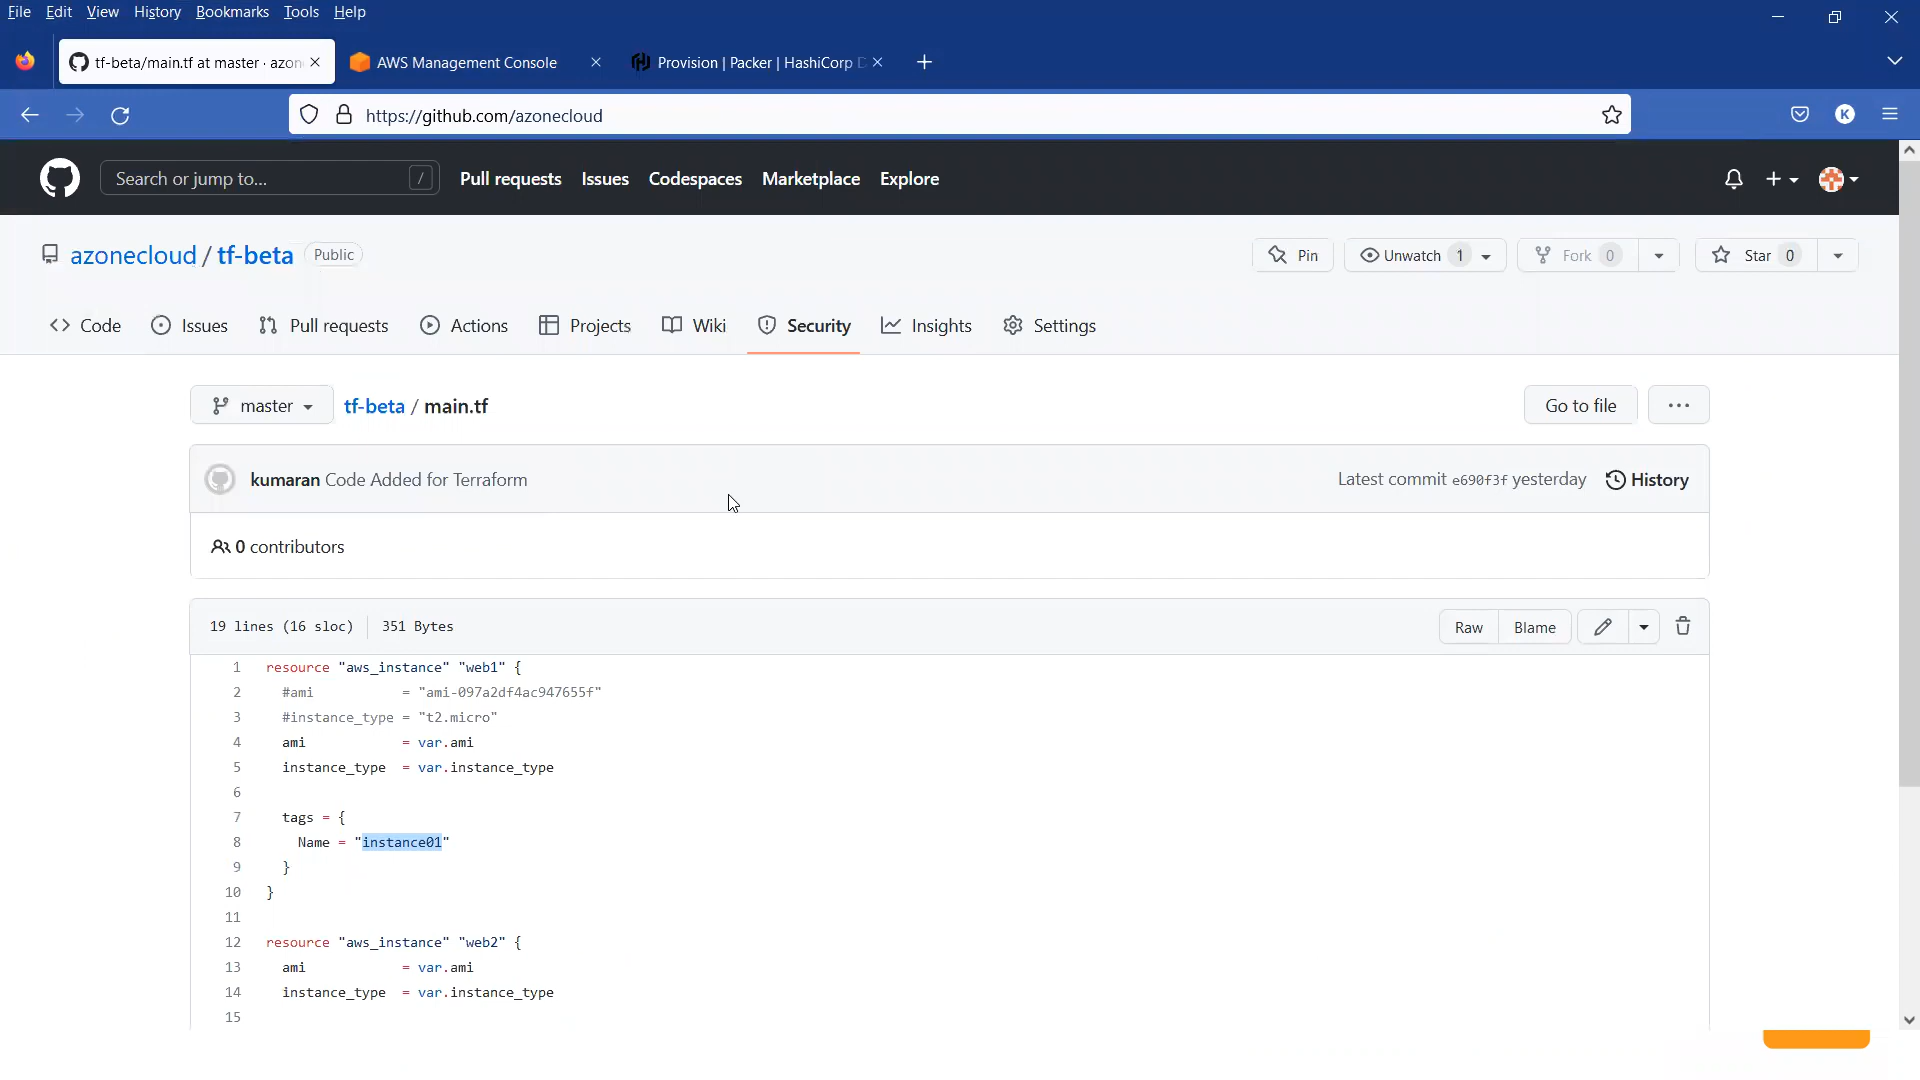 File Edit View History Bookmarks Tools Help
tf-beta/main.tf at master · azone
AWS Management Console
Provision | Packer | HashiCorp D
https://github.com/azonecloud
K
Search or jump to... /
Pull requests Issues Codespaces Marketplace Explore
azonecloud / tf-beta Public
Pin
Unwatch 1
Fork 0
Star 0
Code Issues Pull requests Actions Projects Wiki Security Insights Settings
master tf-beta / main.tf
Go to file
kumaran Code Added for Terraform
Latest commit e690f3f yesterday History
0 contributors
19 lines (16 sloc) 351 Bytes
Raw Blame
1 resource "aws_instance" "web1" {
2 #ami = "ami-097a2df4ac947655f"
3 #instance_type = "t2.micro"
4 ami = var.ami
5 instance_type = var.instance_type
6
7 tags = {
8 Name = "instance01"
9 }
10 }
11
12 resource "aws_instance" "web2" {
13 ami = var.ami
14 instance_type = var.instance_type
15